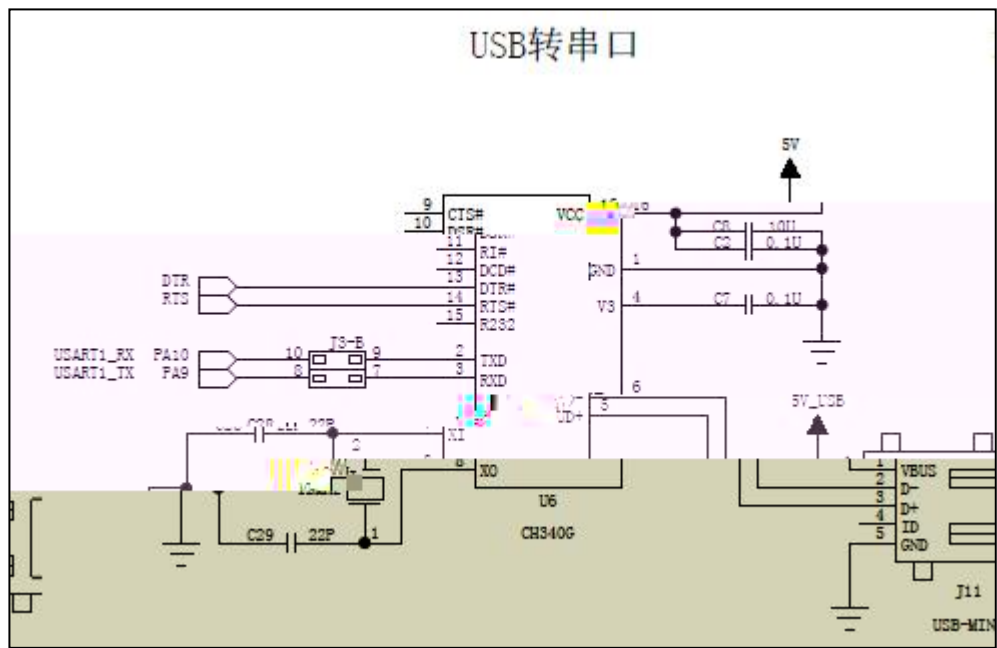 USB转串口
5V
9 CTS# VCC
10
11 RI#
12 DCD# GND 1
DTR 13 DTR#
RTS 14 RTS# V3 4
15 R232
C8 10U
C2 0.1U
C7 0.1U
J3-B
USART1_RX PA10 10 9 2 TXD
USART1_TX PA9 8 7 3 RXD
6
UD+ 5
5V_USB
XI
2
8 XO
U6
CH340G
C29 22P 1
1 VBUS
2 D-
3 D+
4 ID
5 GND
J11
USB-MIN